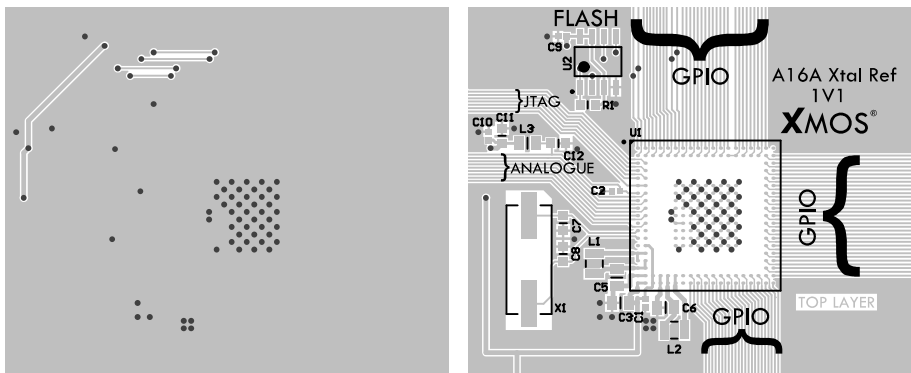 FLASH
C9
U2
GPIO
R1
A16A Xtal Ref
1V1
XMOS®
JTAG
C10
C11
L3
C12
U1
ANALOGUE
C2
C7
C8
L1
C5
X1
GPIO
TOP LAYER
C3
C1
C6
L2
GPIO